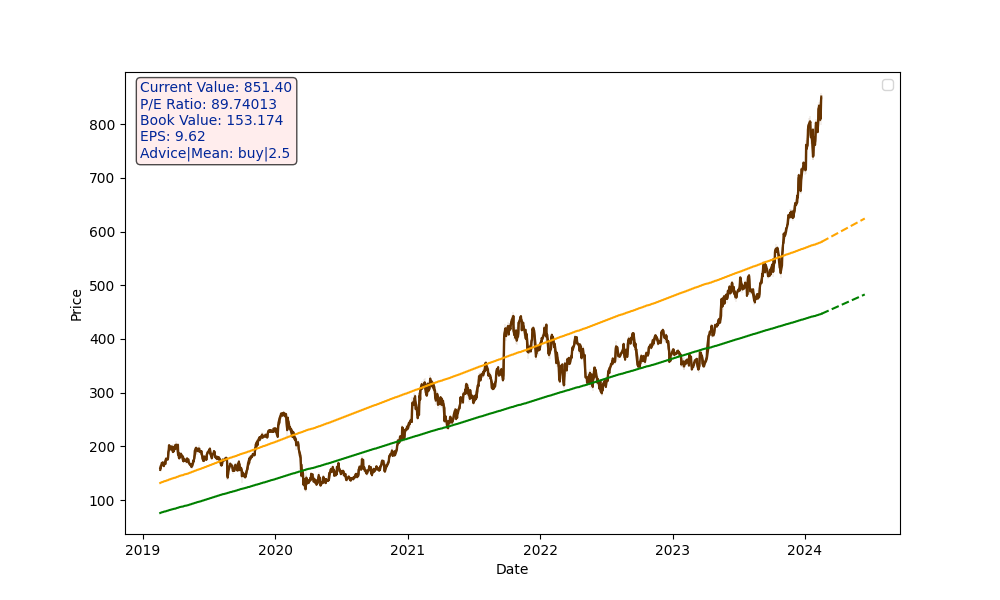 Current Value: 851.40
P/E Ratio: 89.74013
Book Value: 153.174
EPS: 9.62
Advice|Mean: buy|2.5
800
700
600
500
400
300
200
100
Price
2019 2020 2021 2022 2023 2024
Date